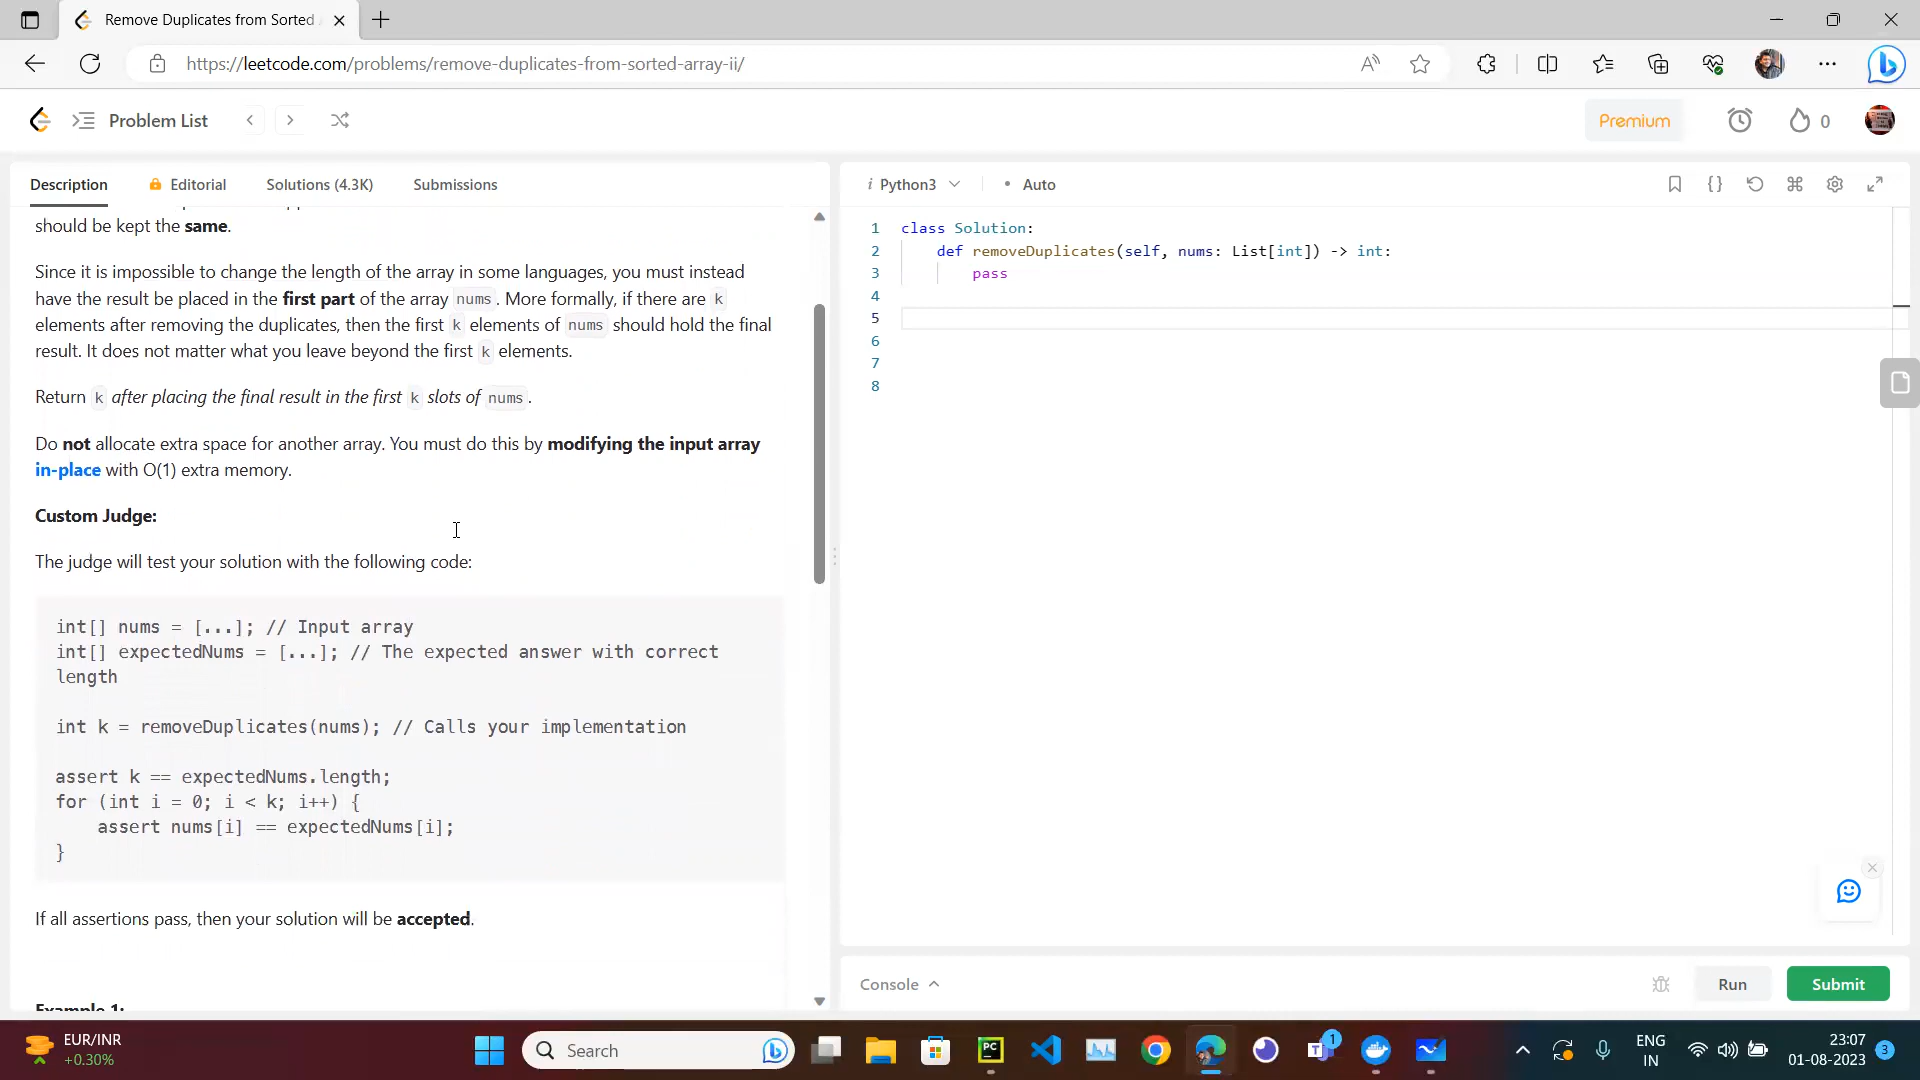 Remove Duplicates from Sorted
https://leetcode.com/problems/remove-duplicates-from-sorted-array-ii/
Problem List
Premium
0
Description
Editorial
Solutions (4.3K)
Submissions
should be kept the same.
Since it is impossible to change the length of the array in some languages, you must instead
have the result be placed in the first part of the array nums. More formally, if there are k
elements after removing the duplicates, then the first k elements of nums should hold the final
result. It does not matter what you leave beyond the first k elements.
Return k after placing the final result in the first k slots of nums.
Do not allocate extra space for another array. You must do this by modifying the input array
in-place with O(1) extra memory.
Custom Judge:
The judge will test your solution with the following code:
int[] nums = [...]; // Input array
int[] expectedNums = [...]; // The expected answer with correct
length
int k = removeDuplicates(nums); // Calls your implementation
assert k == expectedNums.length;
for (int i = 0; i < k; i++) {
    assert nums[i] == expectedNums[i];
}
If all assertions pass, then your solution will be accepted.
Example 1:
i Python3
• Auto
1 class Solution:
2     def removeDuplicates(self, nums: List[int]) -> int:
3         pass
4
5
6
7
8
Console
Run
Submit
EUR/INR
+0.30%
Search
PC
1
ENG
IN
23:07
01-08-2023
3